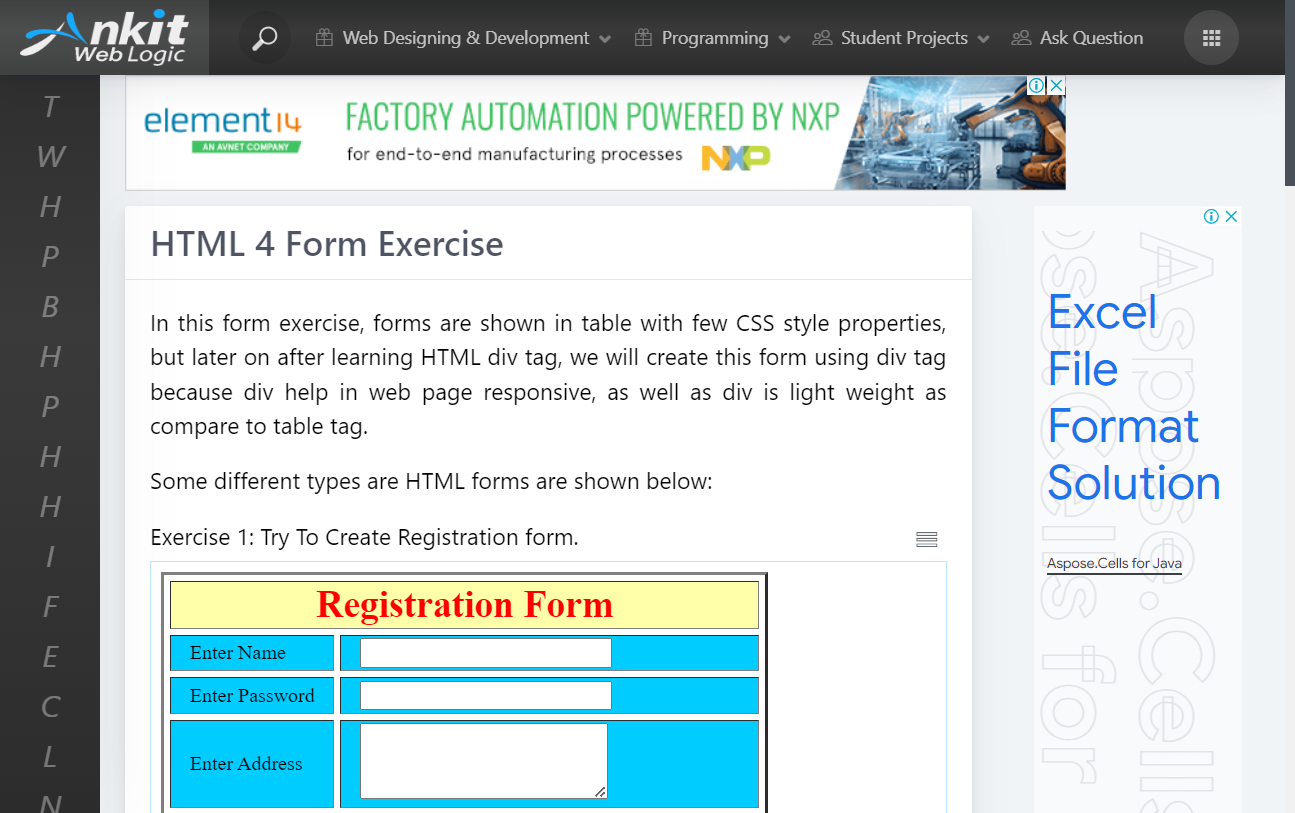 Ankit
Web Logic
Web Designing & Development
Programming
Student Projects
Ask Question
T
W
H
P
B
H
P
H
H
I
F
E
C
L
N
element14
AN AVNET COMPANY
FACTORY AUTOMATION POWERED BY NXP
for end-to-end manufacturing processes
NXP
HTML 4 Form Exercise
In this form exercise, forms are shown in table with few CSS style properties,
but later on after learning HTML div tag, we will create this form using div tag
because div help in web page responsive, as well as div is light weight as
compare to table tag.
Some different types are HTML forms are shown below:
Exercise 1: Try To Create Registration form.
Registration Form
Enter Name
Enter Password
Enter Address
Excel
File
Format
Solution
Aspose.Cells for Java
Aspose.Cells
pse.Cells for